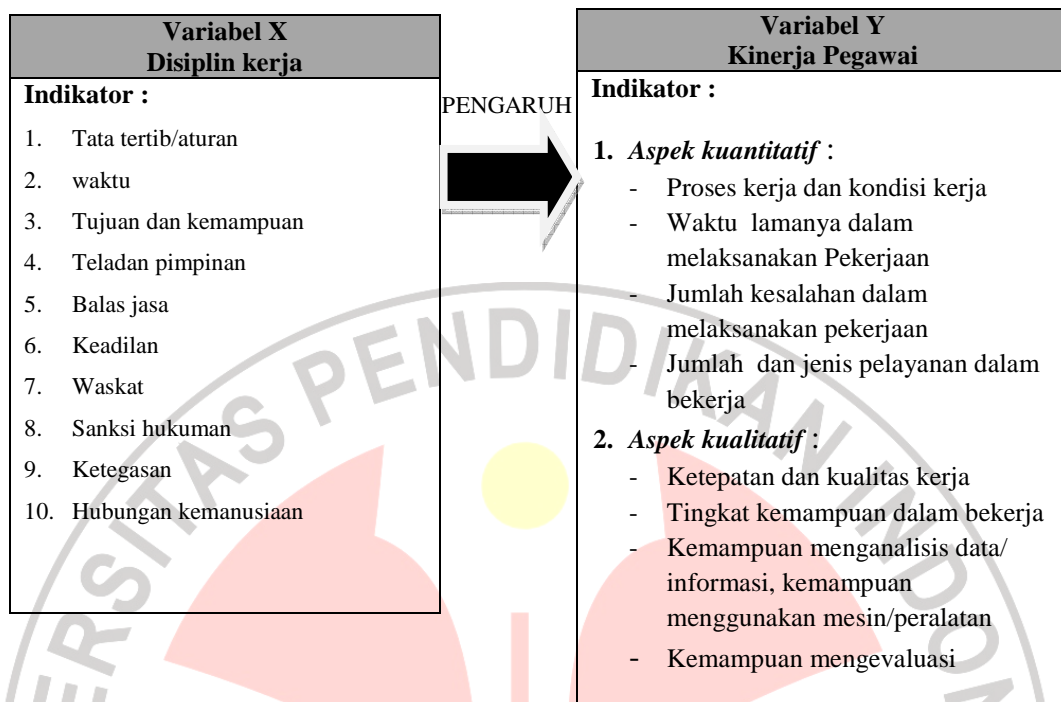 Variabel X
Disiplin kerja
Indikator :
1. Tata tertib/aturan
2. waktu
3. Tujuan dan kemampuan
4. Teladan pimpinan
5. Balas jasa
6. Keadilan
7. Waskat
8. Sanksi hukuman
9. Ketegasan
10. Hubungan kemanusiaan
PENGARUH
Variabel Y
Kinerja Pegawai
Indikator :
1. Aspek kuantitatif :
- Proses kerja dan kondisi kerja
- Waktu lamanya dalam
melaksanakan Pekerjaan
- Jumlah kesalahan dalam
melaksanakan pekerjaan
- Jumlah dan jenis pelayanan dalam
bekerja
2. Aspek kualitatif :
- Ketepatan dan kualitas kerja
- Tingkat kemampuan dalam bekerja
- Kemampuan menganalisis data/
informasi, kemampuan
menggunakan mesin/peralatan
- Kemampuan mengevaluasi
ERSITAS PENDIDIKAN INDON